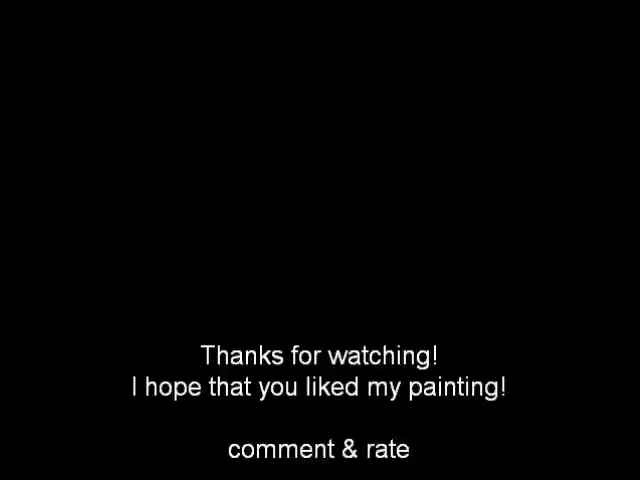 Thanks for watching!
I hope that you liked my painting!
comment & rate